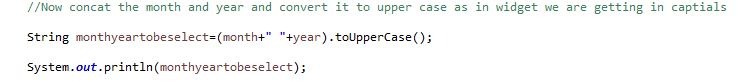 //Now concat the month and year and convert it to upper case as in widget we are getting in captials
String monthyeartobeselect=(month+" "+year).toUpperCase();
System.out.println(monthyeartobeselect);